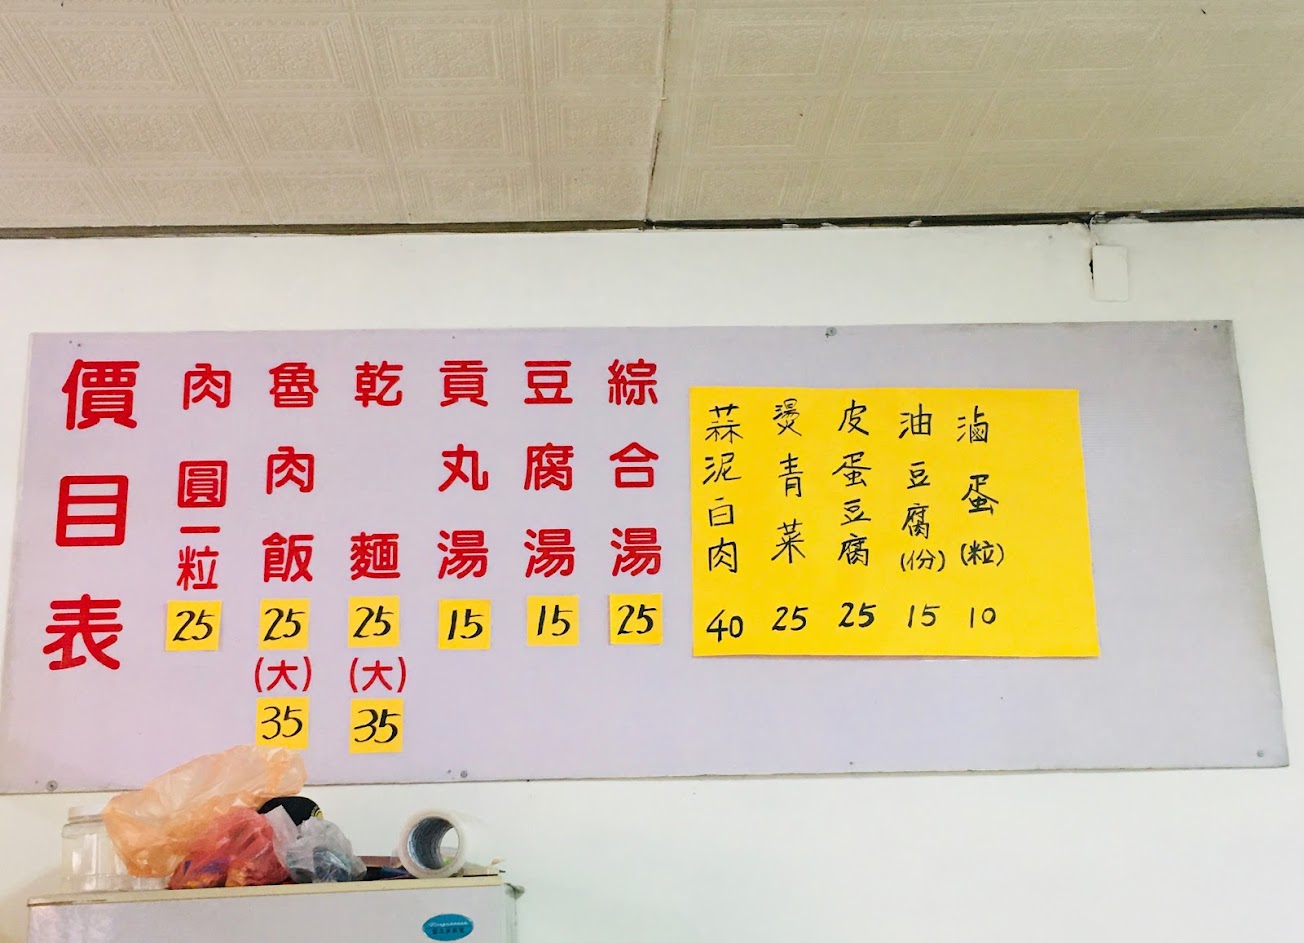 價目表
肉圓一粒 25
魯肉飯 25
(大) 35
乾麵 25
(大) 35
貢丸湯 15
豆腐湯 15
綜合湯 25
蒜泥白肉 40
燙青菜 25
皮蛋豆腐 25
油豆腐(份) 15
滷蛋(粒) 10